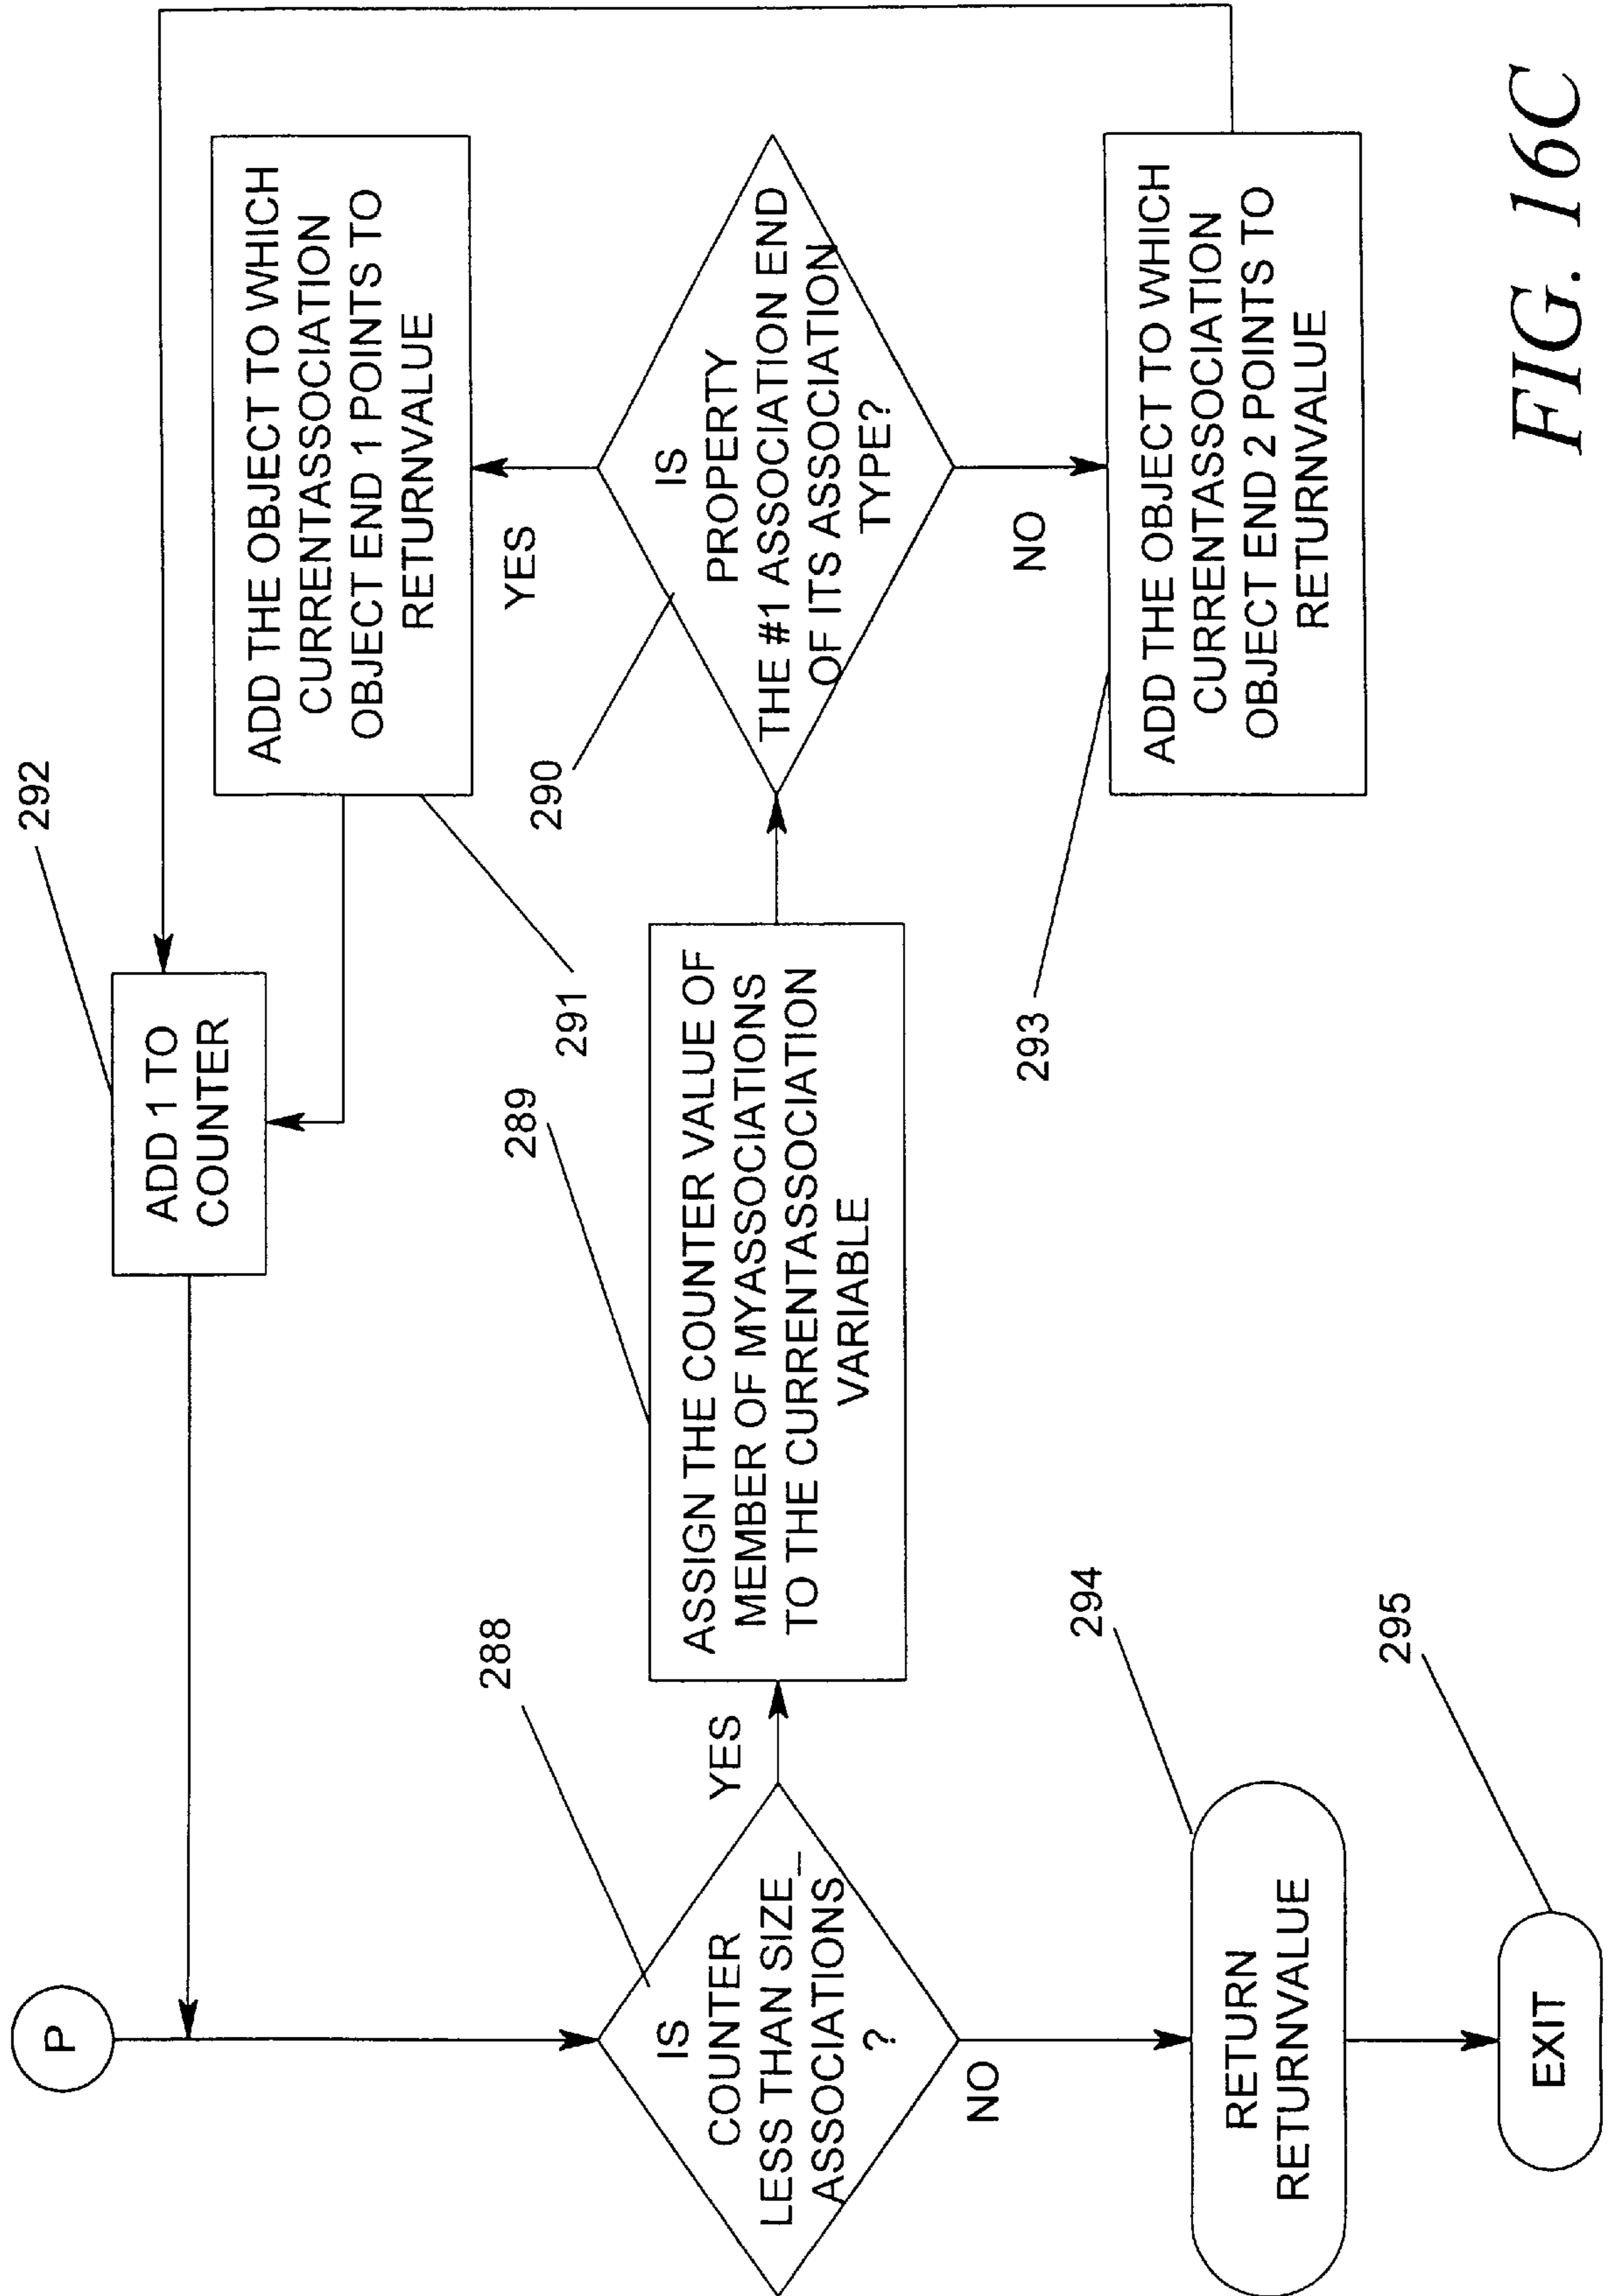 P
IS
COUNTER
LESS THAN SIZE_
ASSOCIATIONS
?
288
YES
NO
RETURN
RETURNVALUE
294
EXIT
295
ASSIGN THE COUNTER VALUE OF
MEMBER OF MYASSOCIATIONS
TO THE CURRENTASSOCIATION
VARIABLE
289
ADD 1 TO
COUNTER
292
ADD THE OBJECT TO WHICH
CURRENTASSOCIATION
OBJECT END 1 POINTS TO
RETURNVALUE
291
YES
IS
PROPERTY
THE #1 ASSOCIATION END
OF ITS ASSOCIATION
TYPE?
290
NO
ADD THE OBJECT TO WHICH
CURRENTASSOCIATION
OBJECT END 2 POINTS TO
RETURNVALUE
293
FIG. 16C